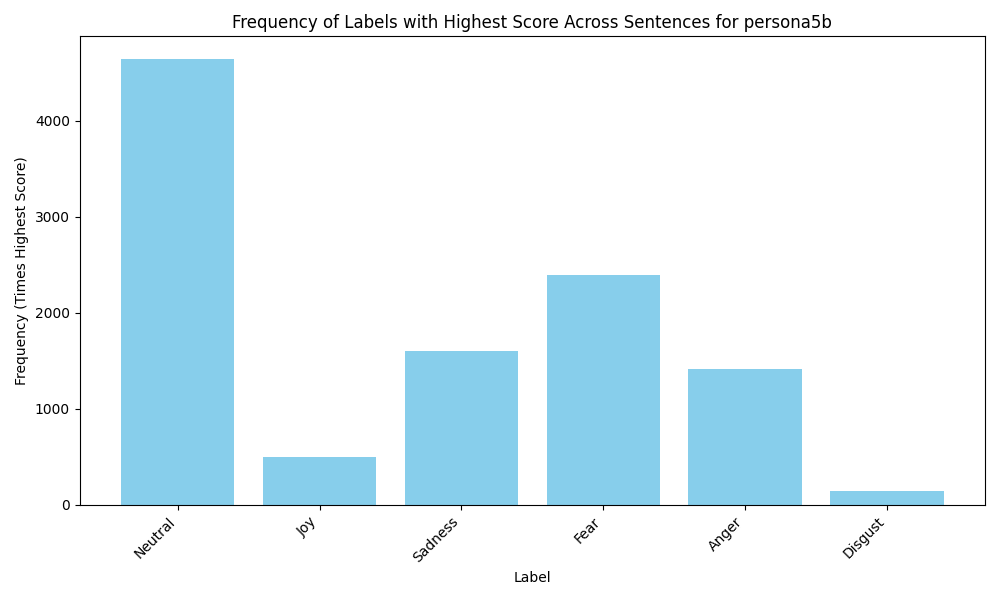 Frequency of Labels with Highest Score Across Sentences for persona5b
Frequency (Times Highest Score)
4000
3000
2000
1000
0
Neutral
Joy
Sadness
Fear
Anger
Disgust
Label